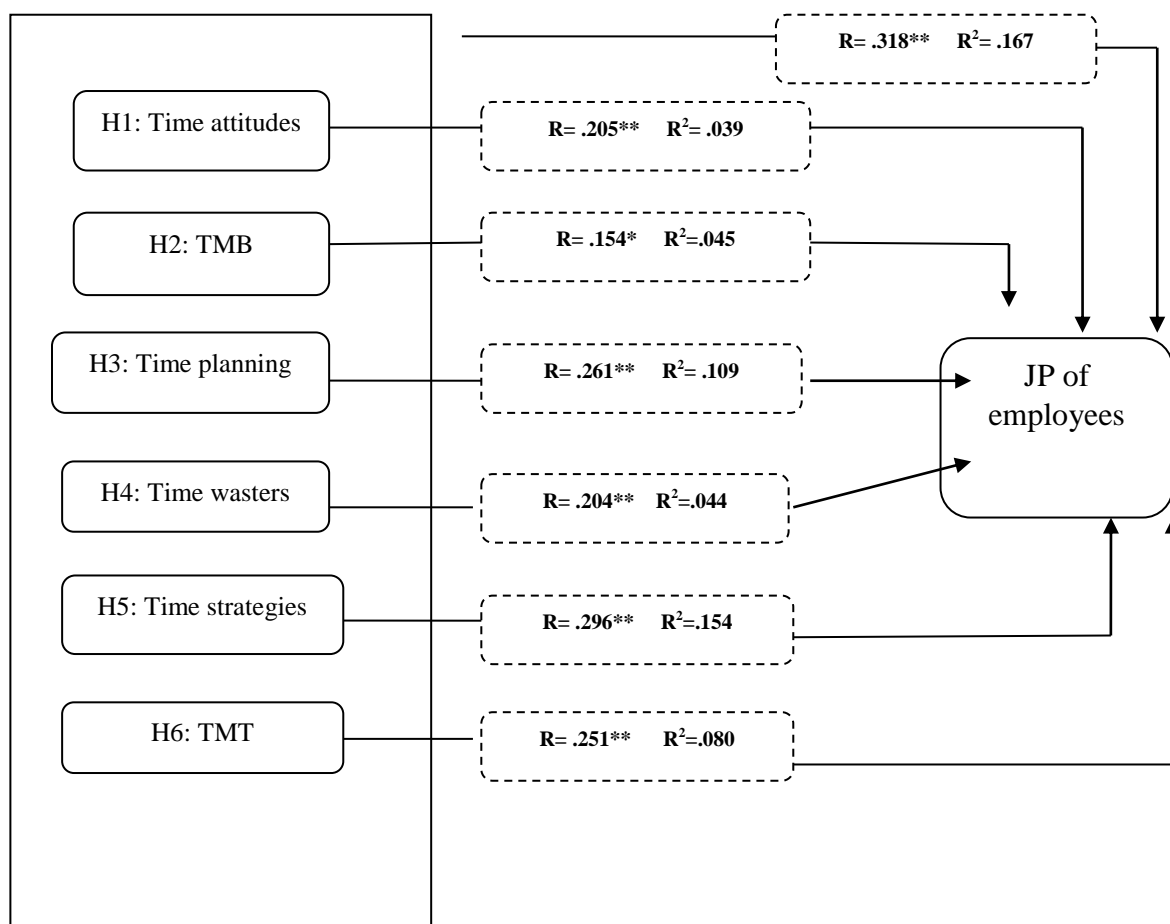 R= .318** R²= .167
H1: Time attitudes
R= .205** R²= .039
H2: TMB
R= .154* R²=.045
H3: Time planning
R= .261** R²= .109
JP of
employees
H4: Time wasters
R= .204** R²=.044
H5: Time strategies
R= .296** R²=.154
H6: TMT
R= .251** R²=.080